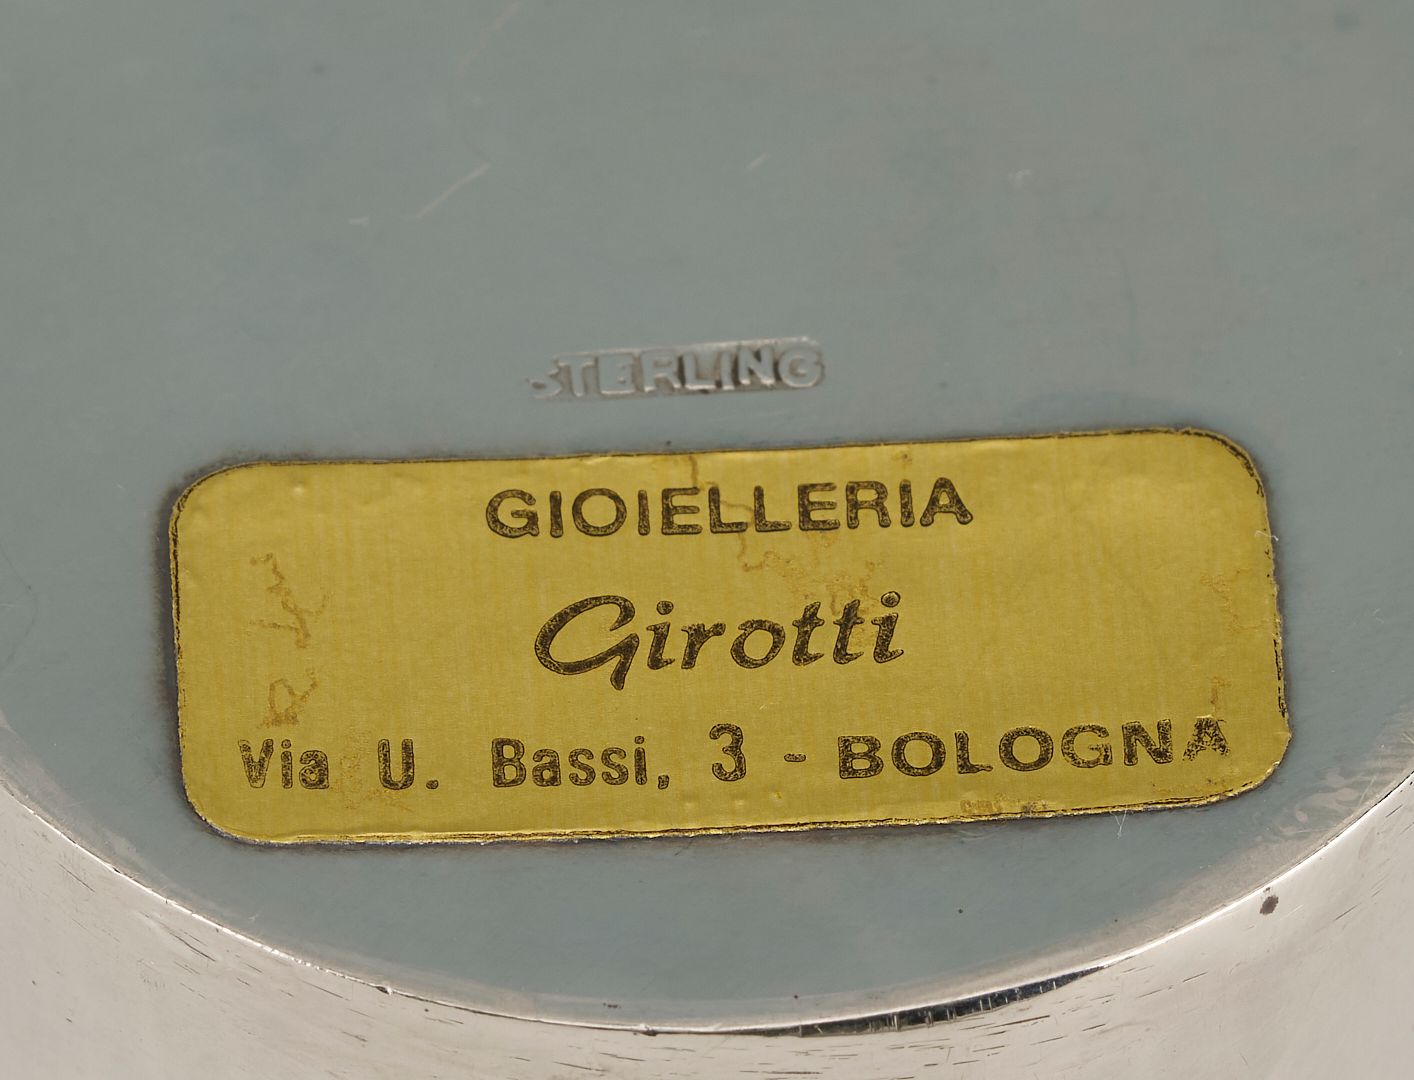 STERLING
GIOIELLERIA
Girotti
Via U. Bassi, 3 - BOLOGNA